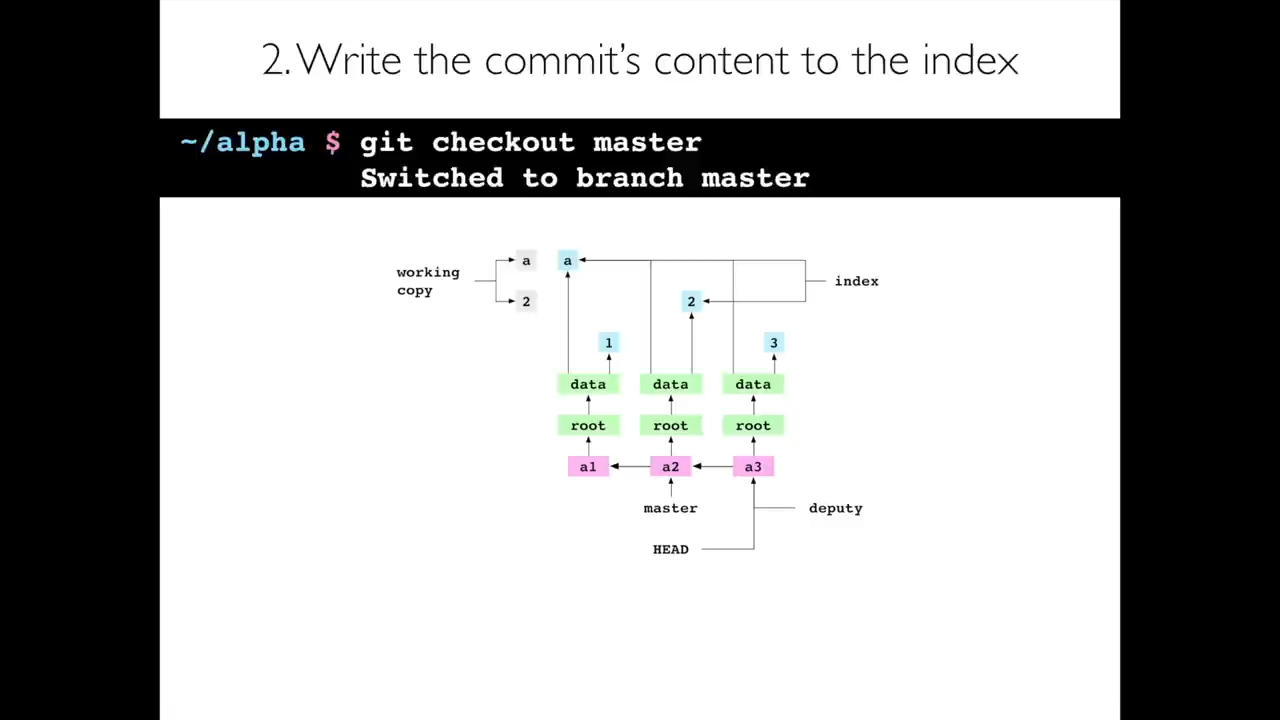 2. Write the commit’s content to the index
~/alpha $ git checkout master
Switched to branch master
working
copy
a
a
2
2
index
1
3
data
data
data
root
root
root
a1
a2
a3
master
deputy
HEAD